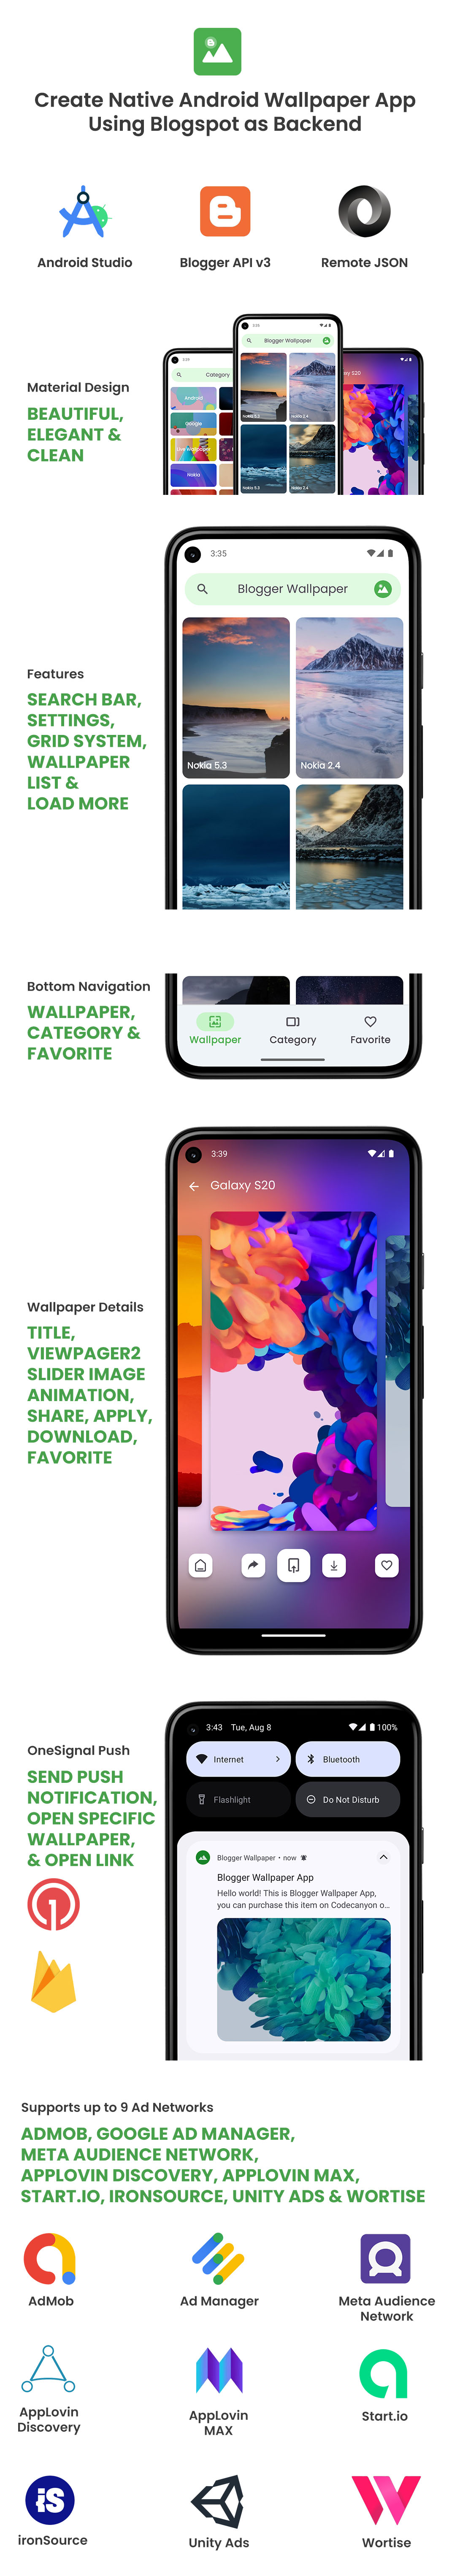 Create Native Android Wallpaper App
Using Blogspot as Backend
Android Studio
Blogger API v3
Remote JSON
Material Design
BEAUTIFUL,
ELEGANT &
CLEAN
3:35
Blogger Wallpaper
Category
Galaxy S20
Android
Google
Nokia
Nokia 5.3
Nokia 2.4
Nokia 5.3
Nokia 2.4
Features
SEARCH BAR,
SETTINGS,
GRID SYSTEM,
WALLPAPER
LIST &
LOAD MORE
3:35
Blogger Wallpaper
Nokia 5.3
Nokia 2.4
Bottom Navigation
WALLPAPER,
CATEGORY &
FAVORITE
Wallpaper
Category
Favorite
Wallpaper Details
TITLE,
VIEWPAGER2
SLIDER IMAGE
ANIMATION,
SHARE, APPLY,
DOWNLOAD,
FAVORITE
3:39
Galaxy S20
OneSignal Push
SEND PUSH
NOTIFICATION,
OPEN SPECIFIC
WALLPAPER,
& OPEN LINK
3:43 Tue, Aug 8
100%
Internet
Bluetooth
Flashlight
Do Not Disturb
Blogger Wallpaper • now
Blogger Wallpaper App
Hello world! This is Blogger Wallpaper App,
you can purchase this item on Codecanyon o...
Supports up to 9 Ad Networks
ADMOB, GOOGLE AD MANAGER,
META AUDIENCE NETWORK,
APPLOVIN DISCOVERY, APPLOVIN MAX,
START.IO, IRONSOURCE, UNITY ADS & WORTISE
AdMob
Ad Manager
Meta Audience
Network
AppLovin
Discovery
AppLovin
MAX
Start.io
iS
ironSource
Unity Ads
Wortise